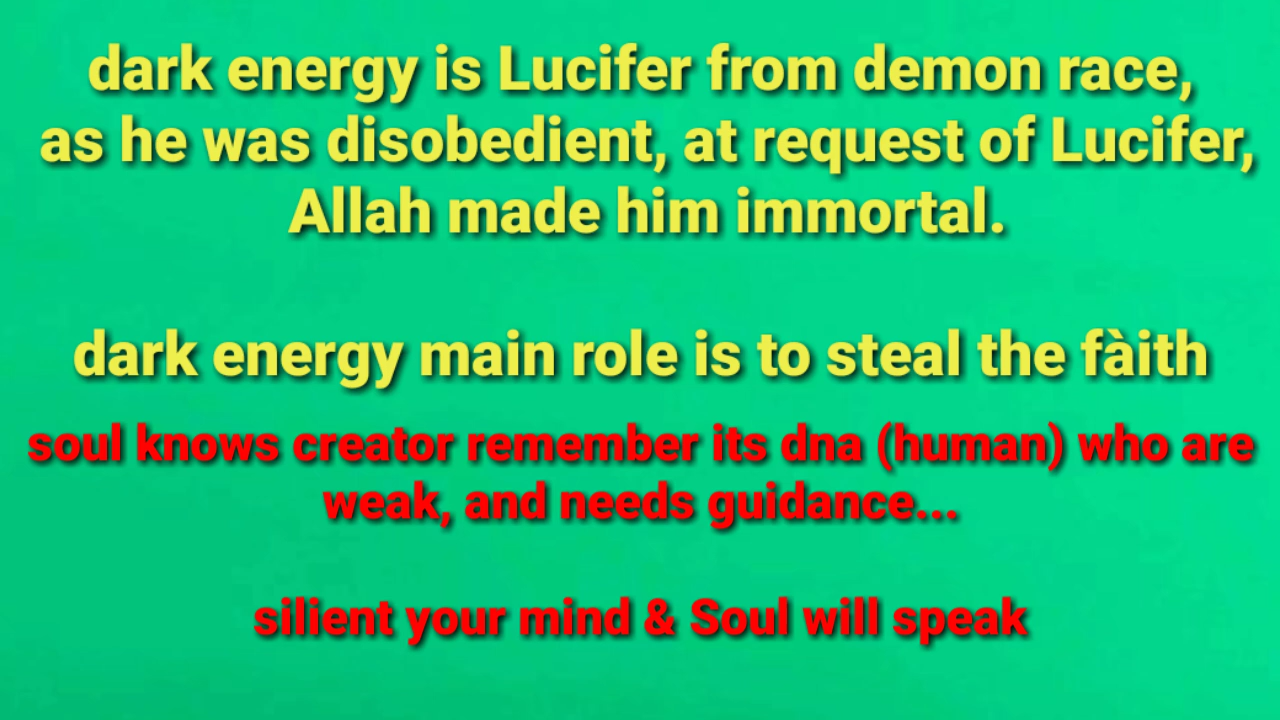 dark energy is Lucifer from demon race,
as he was disobedient, at request of Lucifer,
Allah made him immortal.
dark energy main role is to steal the fàith
soul knows creator remember its dna (human) who are
weak, and needs guidance...
silient your mind & Soul will speak